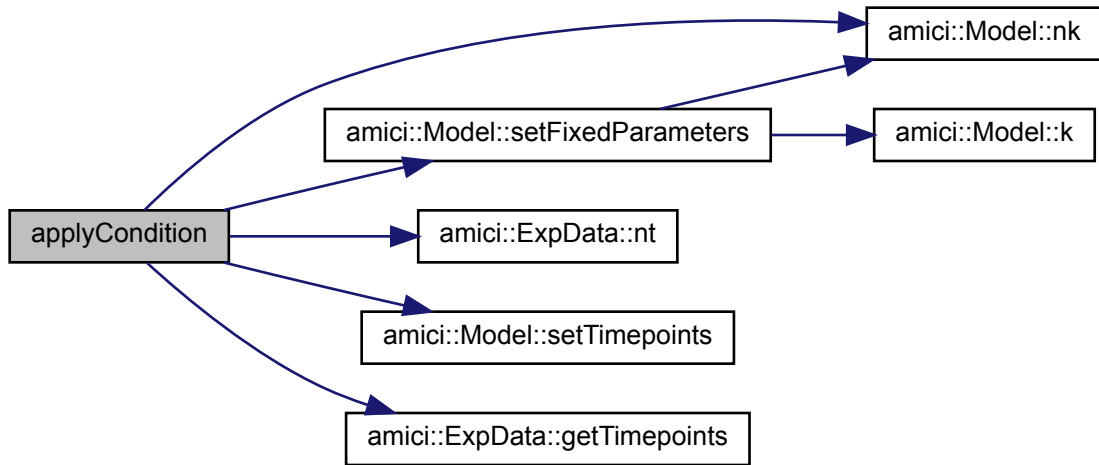 amici::Model::nk
amici::Model::setFixedParameters
amici::Model::k
applyCondition
amici::ExpData::nt
amici::Model::setTimepoints
amici::ExpData::getTimepoints